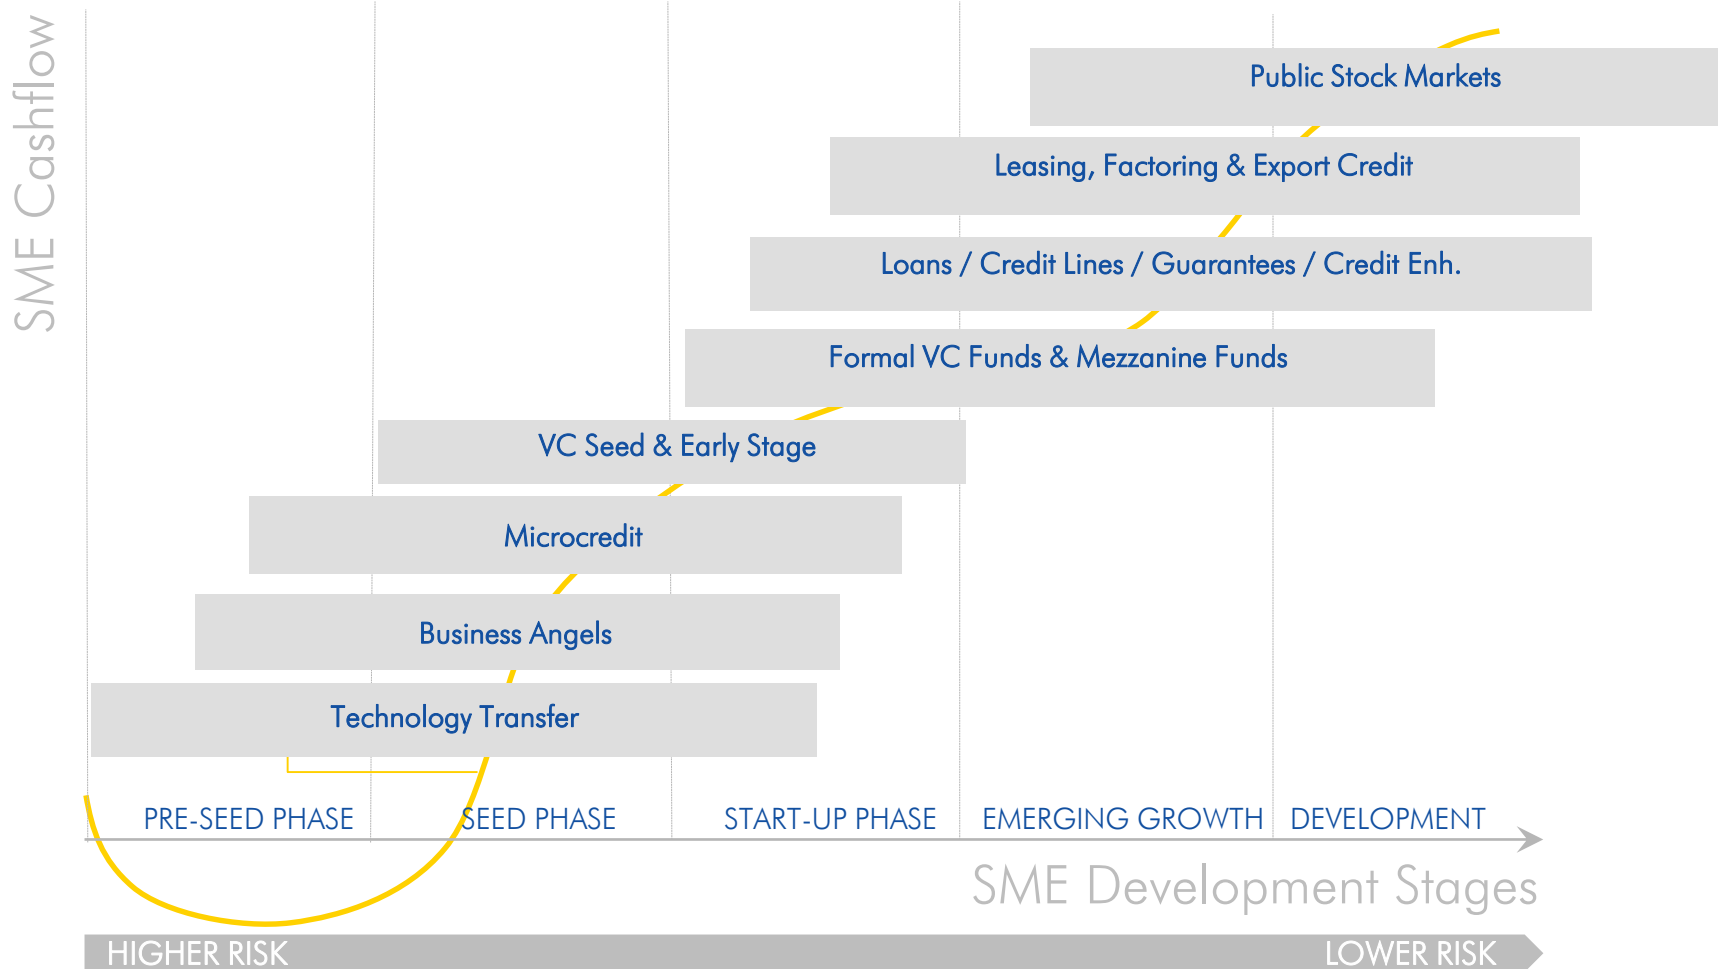 SME Cashflow
Public Stock Markets
Leasing, Factoring & Export Credit
Loans / Credit Lines / Guarantees / Credit Enh.
Formal VC Funds & Mezzanine Funds
VC Seed & Early Stage
Microcredit
Business Angels
Technology Transfer
PRE-SEED PHASE
SEED PHASE
START-UP PHASE
EMERGING GROWTH
DEVELOPMENT
SME Development Stages
HIGHER RISK
LOWER RISK